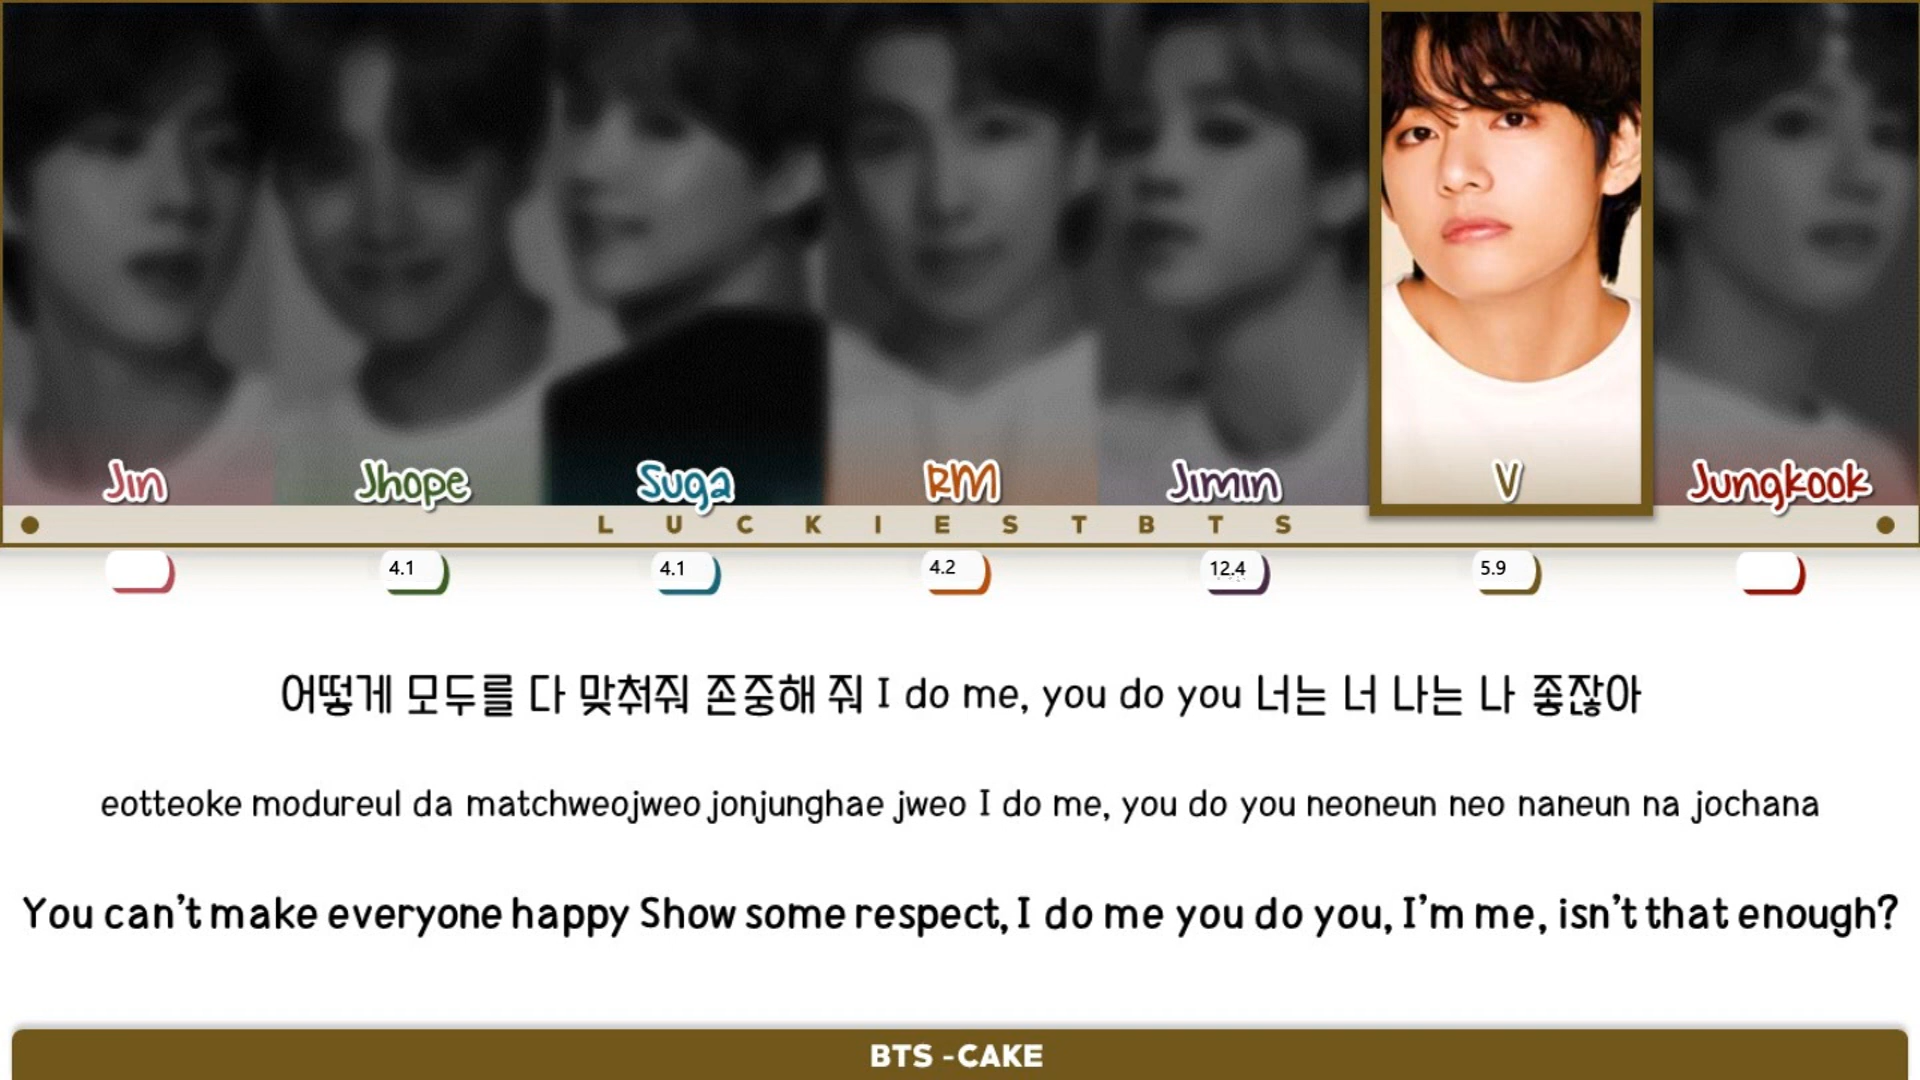 Jin Jhope Suga RM Jimin V Jungkook
LUCKIESTBTS
4.1 4.1 4.2 12.4 5.9
어떻게 모두를 다 맞춰줘 존중해 줘 I do me, you do you 너는 너 나는 나 좋잖아
eotteoke modureul da matchweojweo jonjunghae jweo I do me, you do you neoneun neo naneun na jochana
You can't make everyone happy Show some respect, I do me you do you, I'm me, isn't that enough?
BTS -CAKE